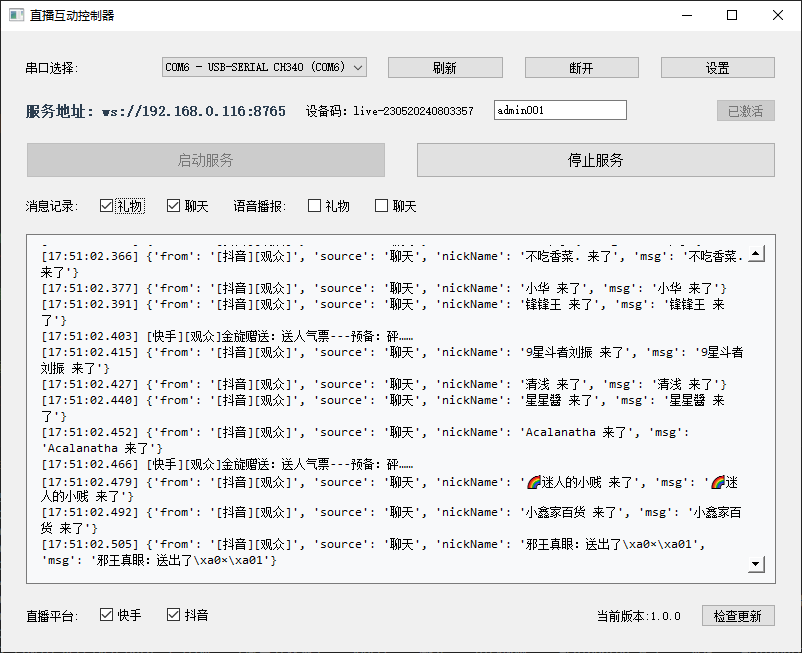 直播互动控制器
串口选择: COM6 - USB-SERIAL CH340 (COM6) 刷新 断开 设置
服务地址: ws://192.168.0.116:8765 设备码: live-230520240803357 admin001 已激活
启动服务 停止服务
消息记录: 礼物 聊天 语音播报: 礼物 聊天
[17:51:02.366] {'from': '[抖音][观众]', 'source': '聊天', 'nickName': '不吃香菜. 来了', 'msg': '不吃香菜.
来了'}
[17:51:02.377] {'from': '[抖音][观众]', 'source': '聊天', 'nickName': '小华 来了', 'msg': '小华 来了'}
[17:51:02.391] {'from': '[抖音][观众]', 'source': '聊天', 'nickName': '锋锋王 来了', 'msg': '锋锋王 来
了'}
[17:51:02.403] [快手][观众]金旋赠送: 送人气票---预备: 砰……
[17:51:02.415] {'from': '[抖音][观众]', 'source': '聊天', 'nickName': '9星斗者刘振 来了', 'msg': '9星斗者
刘振 来了'}
[17:51:02.427] {'from': '[抖音][观众]', 'source': '聊天', 'nickName': '清浅 来了', 'msg': '清浅 来了'}
[17:51:02.440] {'from': '[抖音][观众]', 'source': '聊天', 'nickName': '星星醬 来了', 'msg': '星星醬 来
了'}
[17:51:02.452] {'from': '[抖音][观众]', 'source': '聊天', 'nickName': 'Acalanatha 来了', 'msg':
'Acalanatha 来了'}
[17:51:02.466] [快手][观众]金旋赠送: 送人气票---预备: 砰……
[17:51:02.479] {'from': '[抖音][观众]', 'source': '聊天', 'nickName': '🌈迷人的小贱 来了', 'msg': '🌈迷
人的小贱 来了'}
[17:51:02.492] {'from': '[抖音][观众]', 'source': '聊天', 'nickName': '小鑫家百货 来了', 'msg': '小鑫家百
货 来了'}
[17:51:02.505] {'from': '[抖音][观众]', 'source': '聊天', 'nickName': '邪王真眼: 送出了\xa0×\xa01',
'msg': '邪王真眼: 送出了\xa0×\xa01'}
直播平台: 快手 抖音 当前版本:1.0.0 检查更新